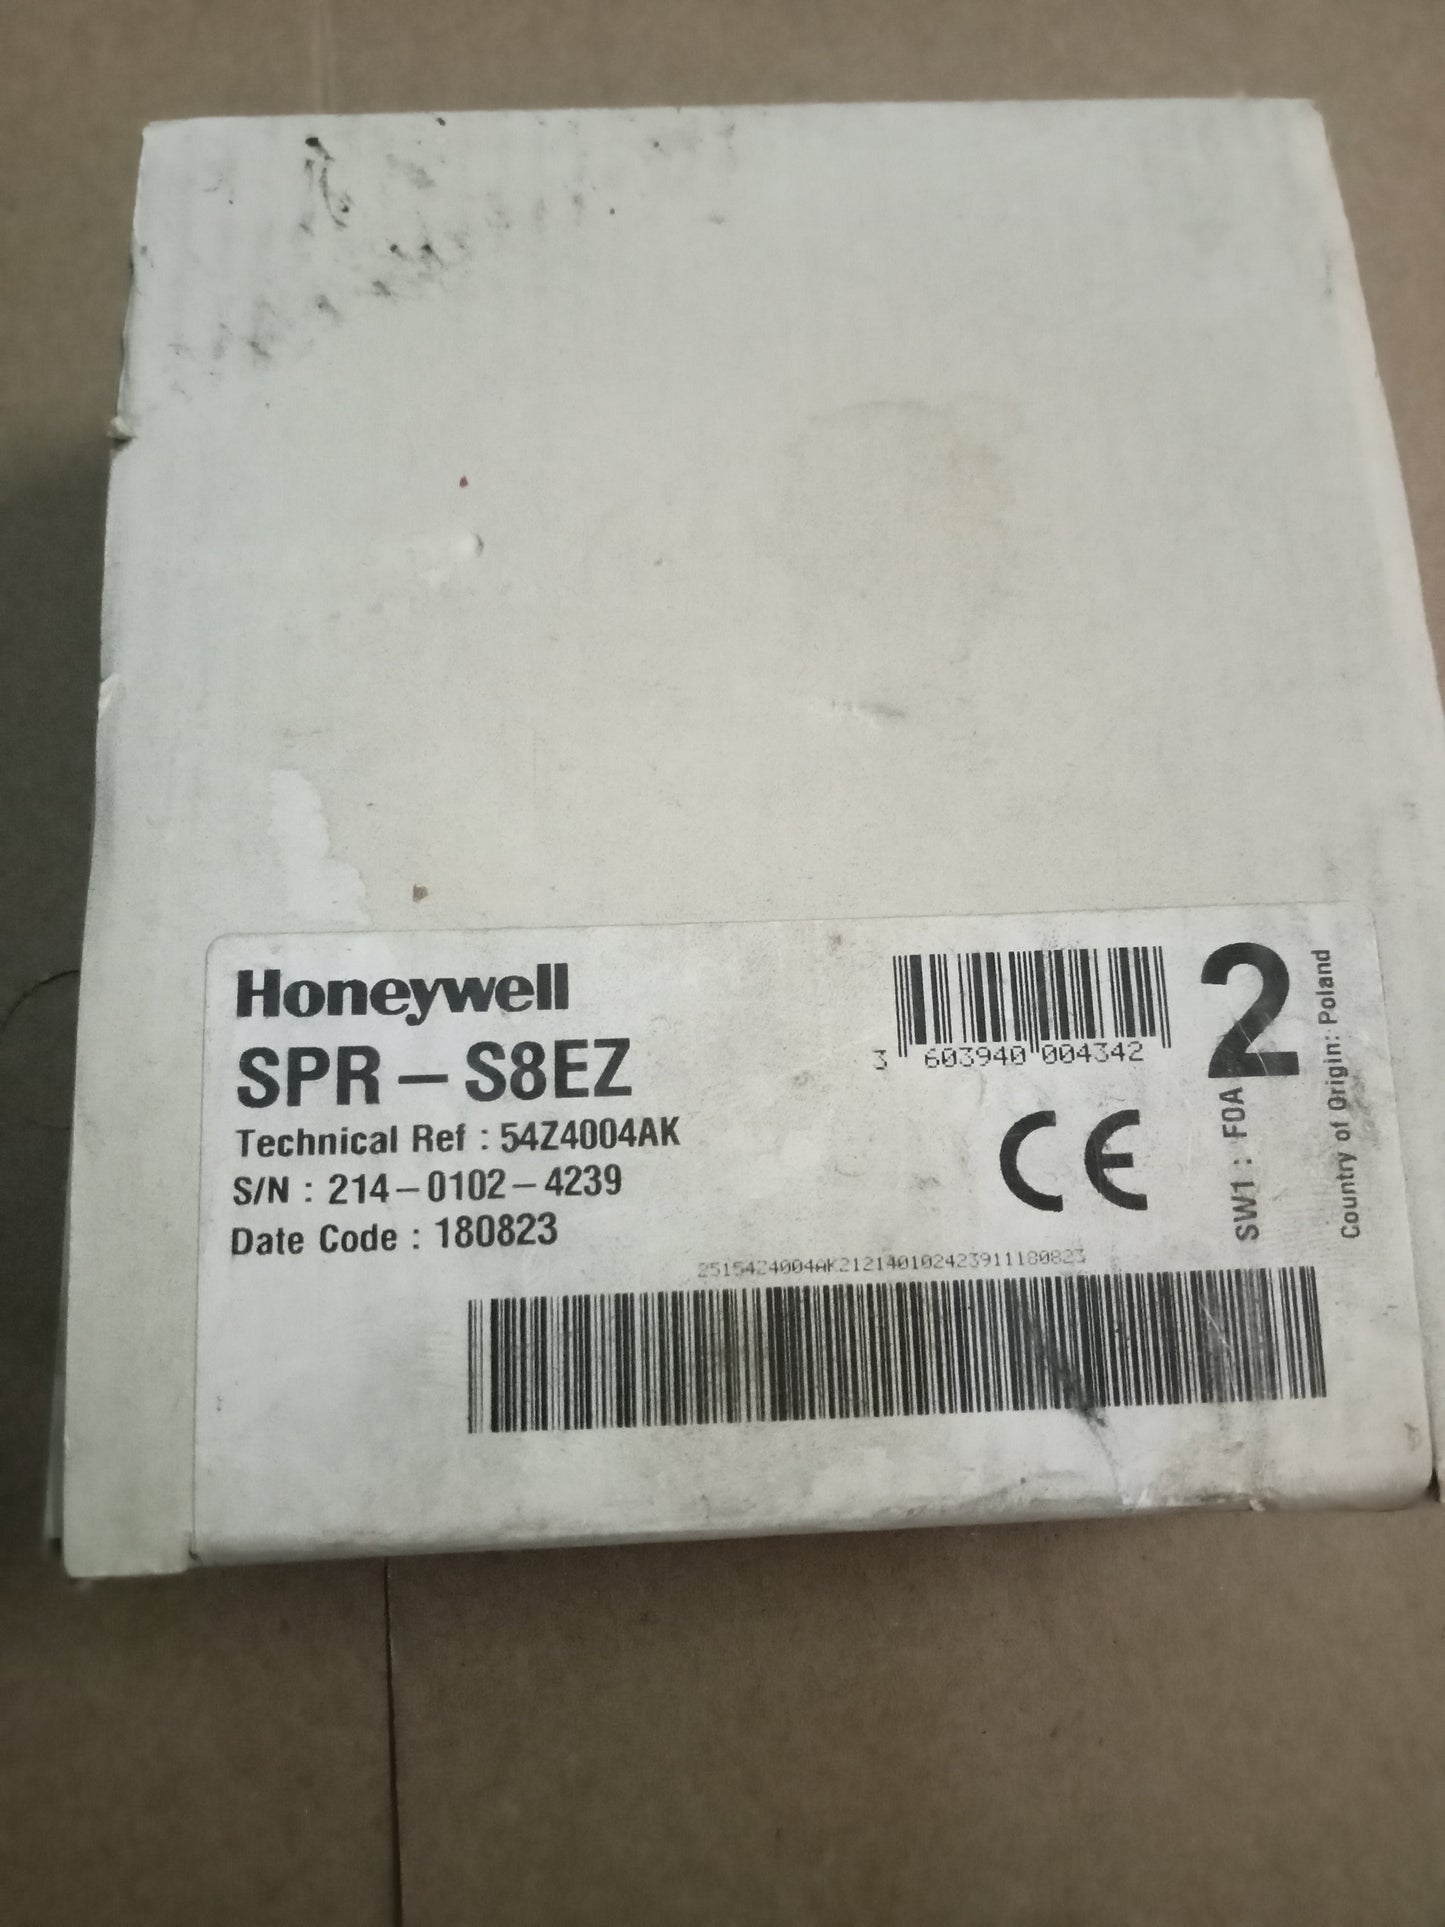 Honeywell
SPR-S8EZ
Technical Ref : 54Z4004AK
S/N : 214-0102-4239
Date Code : 180823
3 603940 004342
CE
2
SW1 : F0A
Country of Origin: Poland
25154Z4004AK212140102423911180823